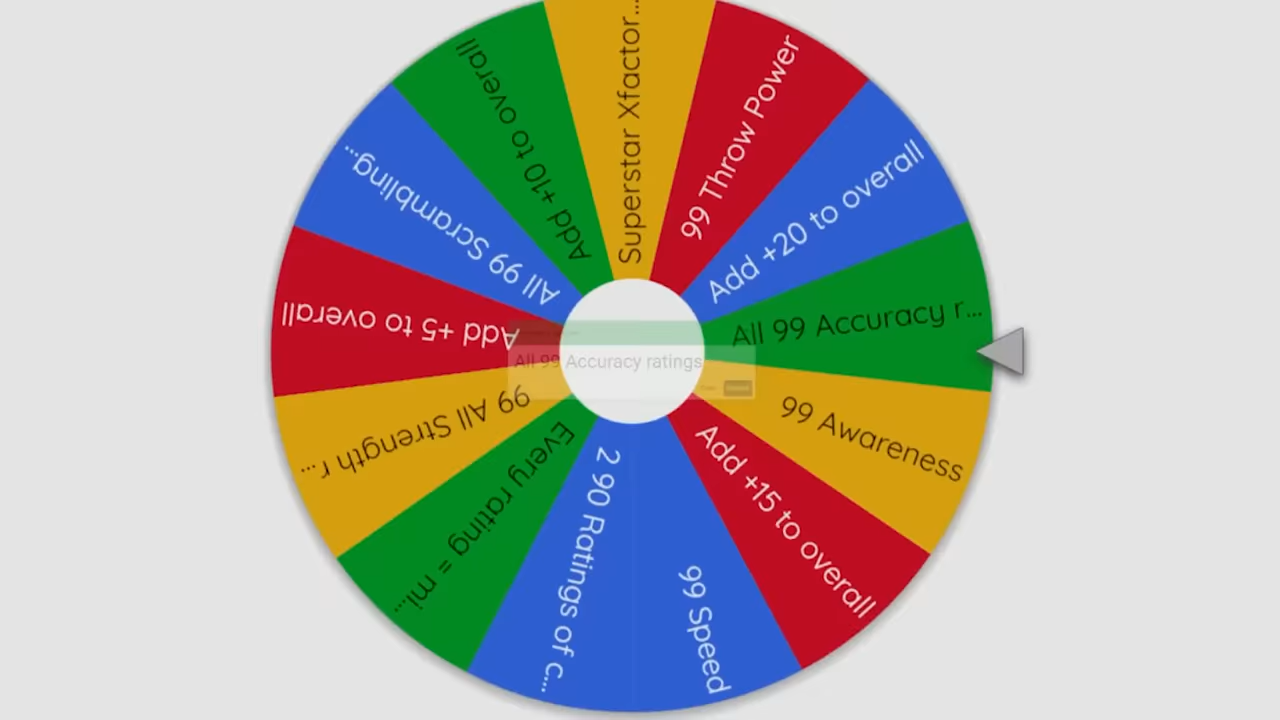 Superstar Xfactor...
99 Throw Power
Add +20 to overall
All 99 Accuracy r...
99 Awareness
Add +15 to overall
99 Speed
2 90 Ratings of c...
Every rating = mi...
99 All Strength r...
Add +5 to overall
All 99 Scrambling...
Add +10 to overall
All 99 Accuracy ratings